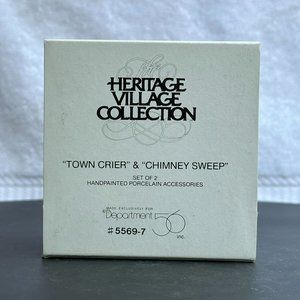 The
HERITAGE
VILLAGE
COLLECTION
"TOWN CRIER" & "CHIMNEY SWEEP"
SET OF 2
HANDPAINTED PORCELAIN ACCESSORIES
MADE EXCLUSIVELY FOR
Department 56
inc.
#5569-7